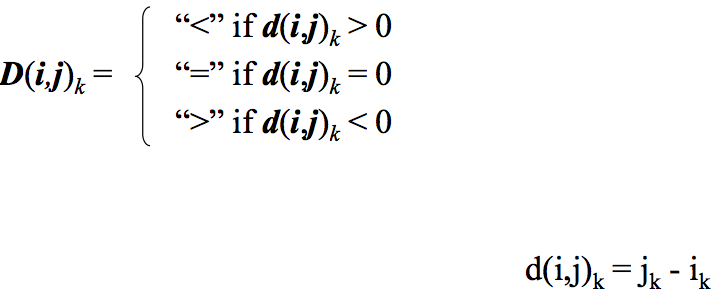 “<” if d(i,j)k > 0
D(i,j)k = “=” if d(i,j)k = 0
“>” if d(i,j)k < 0
d(i,j)k = jk - ik